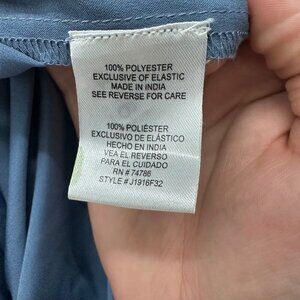 100% POLYESTER
EXCLUSIVE OF ELASTIC
MADE IN INDIA
SEE REVERSE FOR CARE
100% POLIÉSTER
EXCLUSIVO DE ELÁSTICO
HECHO EN INDIA
VEA EL REVERSO
PARA EL CUIDADO
RN # 74786
STYLE # J1916F32